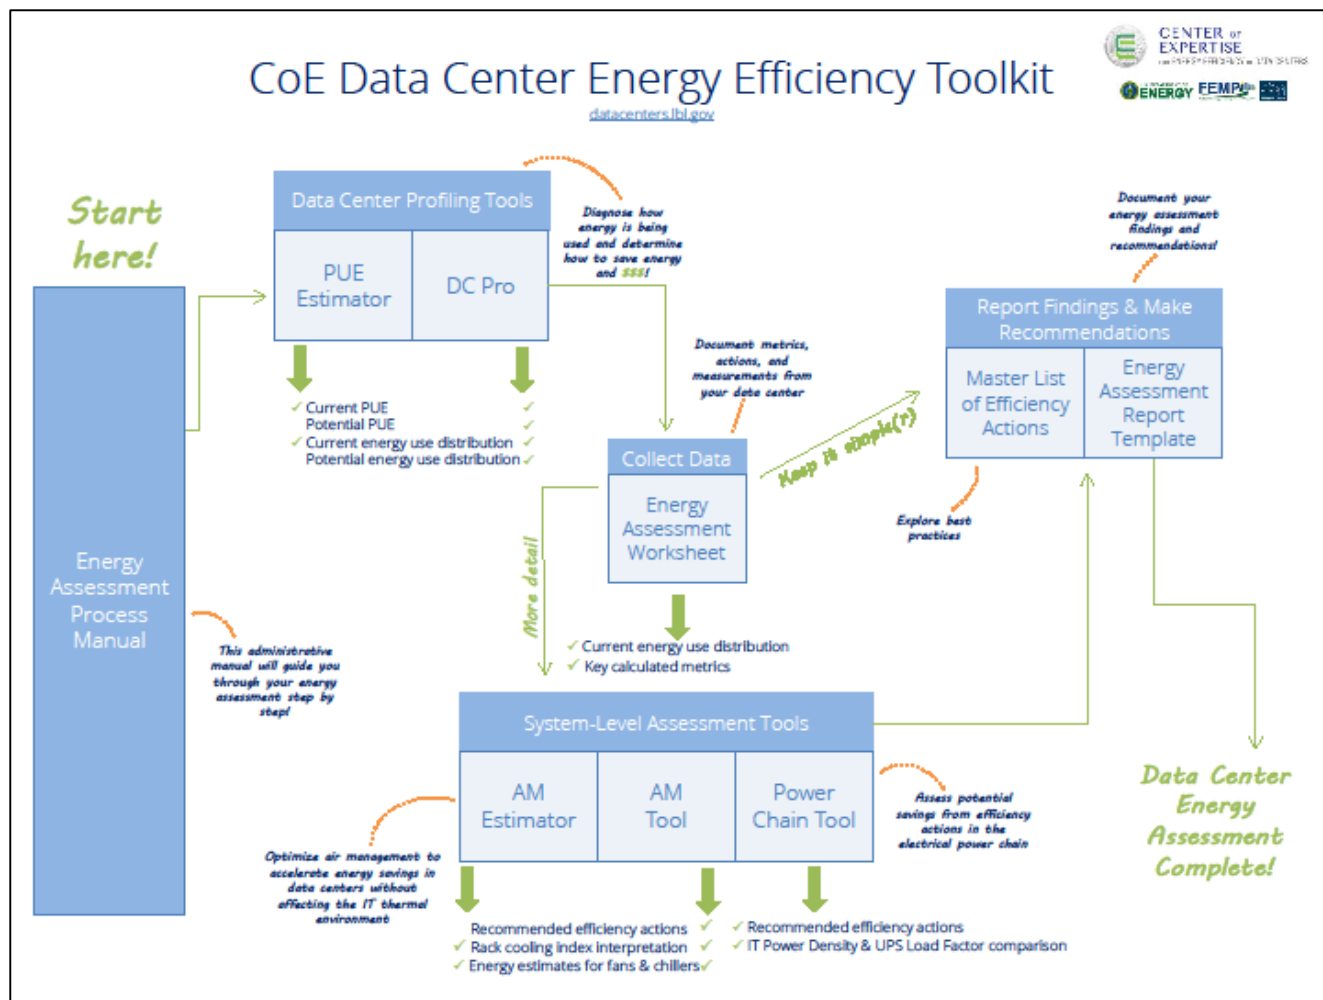 CENTER of
EXPERTISE
for ENERGY EFFICIENCY in DATA CENTERS
ENERGY FEMP
CoE Data Center Energy Efficiency Toolkit
datacenters.lbl.gov
Start
here!
Energy
Assessment
Process
Manual
This administrative
manual will guide you
through your energy
assessment step by
step!
Data Center Profiling Tools
PUE
Estimator
DC Pro
Diagnose how
energy is being
used and determine
how to save energy
and $$$!
✓ Current PUE ✓
Potential PUE ✓
✓ Current energy use distribution ✓
Potential energy use distribution ✓
Document metrics,
actions, and
measurements from
your data center
Collect Data
Energy
Assessment
Worksheet
✓ Current energy use distribution
✓ Key calculated metrics
Keep it simple(r)
More detail
Document your
energy assessment
findings and
recommendations!
Report Findings & Make
Recommendations
Master List
of Efficiency
Actions
Energy
Assessment
Report
Template
Explore best
practices
System-Level Assessment Tools
AM
Estimator
AM
Tool
Power
Chain Tool
Optimize air management to
accelerate energy savings in
data centers without
affecting the IT thermal
environment
Assess potential
savings from efficiency
actions in the
electrical power chain
Recommended efficiency actions ✓
✓ Rack cooling index interpretation ✓
✓ Energy estimates for fans & chillers ✓
✓ Recommended efficiency actions
✓ IT Power Density & UPS Load Factor comparison
Data Center
Energy
Assessment
Complete!